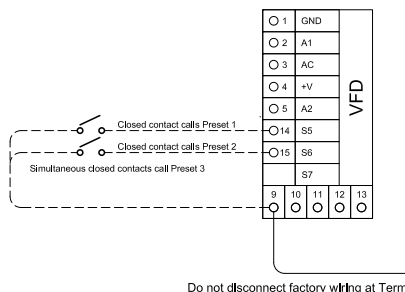 1 GND
2 A1
3 AC
4 +V
5 A2
14 S5
15 S6
S7
VFD
Closed contact calls Preset 1
Closed contact calls Preset 2
Simultaneous closed contacts call Preset 3
9 10 11 12 13
Do not disconnect factory wiring at Term